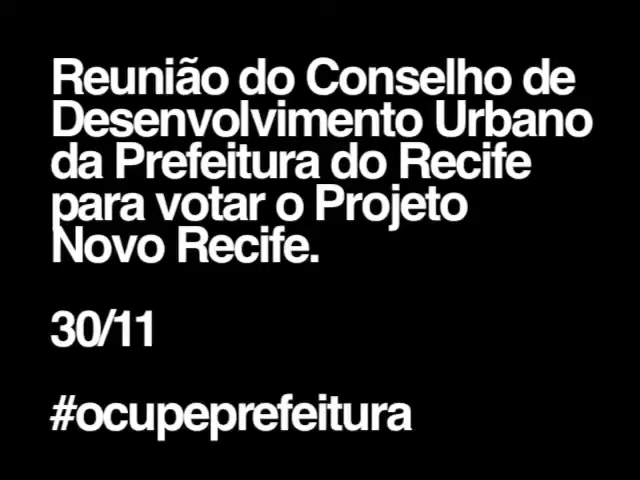 Reunião do Conselho de
Desenvolvimento Urbano
da Prefeitura do Recife
para votar o Projeto
Novo Recife.
30/11
#ocupeprefeitura